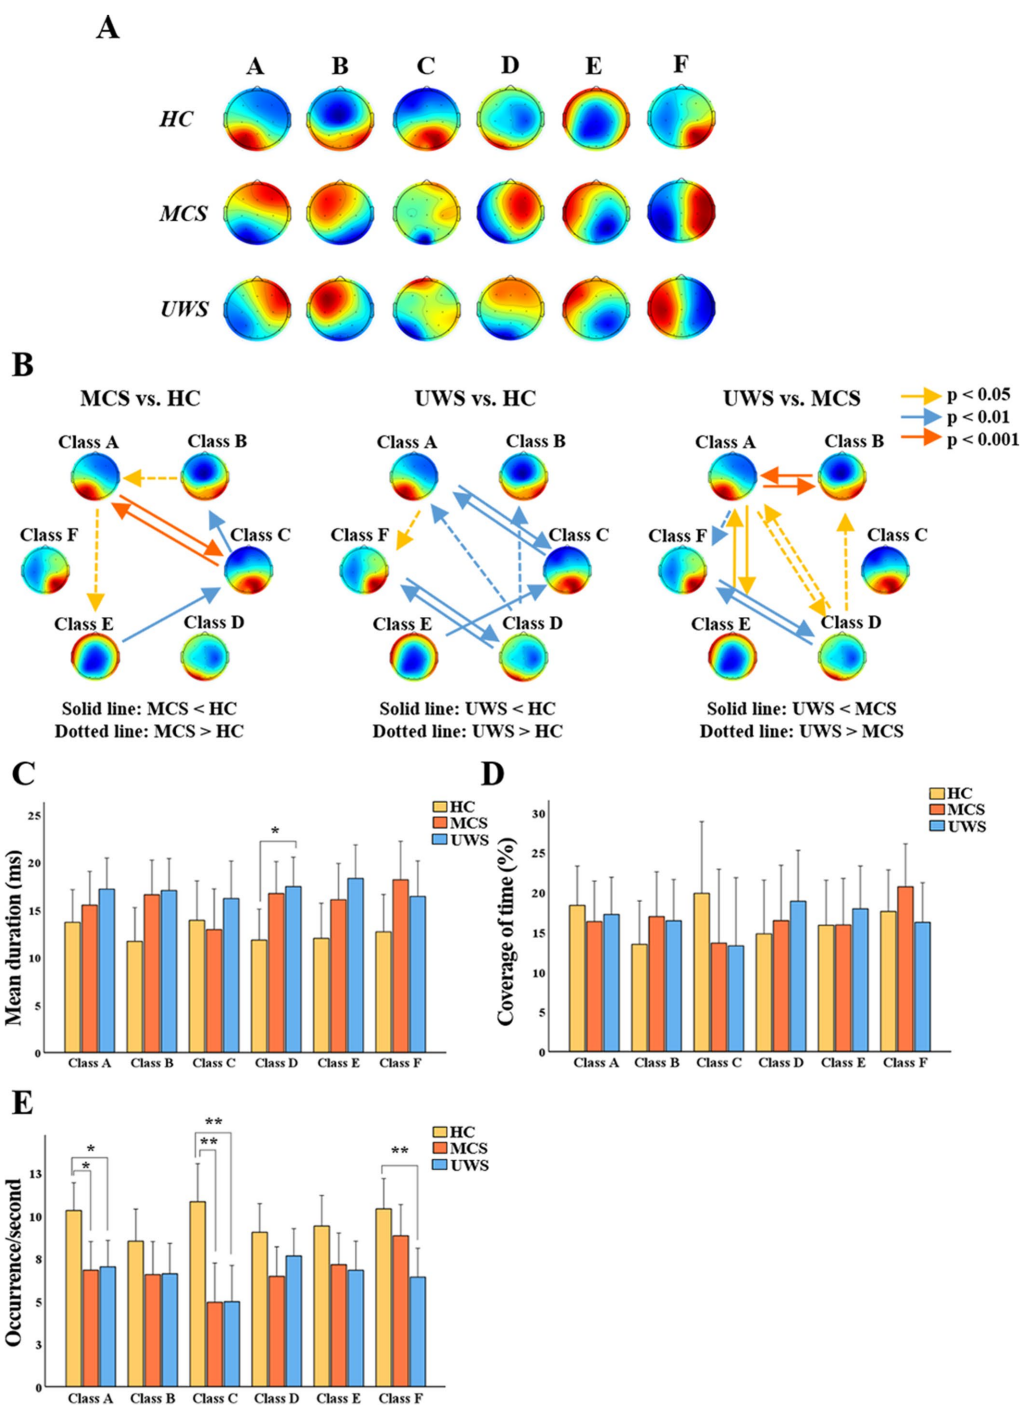 A
A B C D E F
HC
MCS
UWS
B
MCS vs. HC
UWS vs. HC
UWS vs. MCS
p < 0.05
p < 0.01
p < 0.001
Class A
Class B
Class F
Class C
Class E
Class D
Solid line: MCS < HC
Dotted line: MCS > HC
Class A
Class B
Class F
Class C
Class E
Class D
Solid line: UWS < HC
Dotted line: UWS > HC
Class A
Class B
Class F
Class C
Class E
Class D
Solid line: UWS < MCS
Dotted line: UWS > MCS
C
Mean duration (ms)
25
20
15
10
5
0
*
HC
MCS
UWS
Class A Class B Class C Class D Class E Class F
D
Coverage of time (%)
30
25
20
15
10
5
0
HC
MCS
UWS
Class A Class B Class C Class D Class E Class F
E
Occurrence/second
13
10
8
5
3
0
*
*
**
**
**
HC
MCS
UWS
Class A Class B Class C Class D Class E Class F